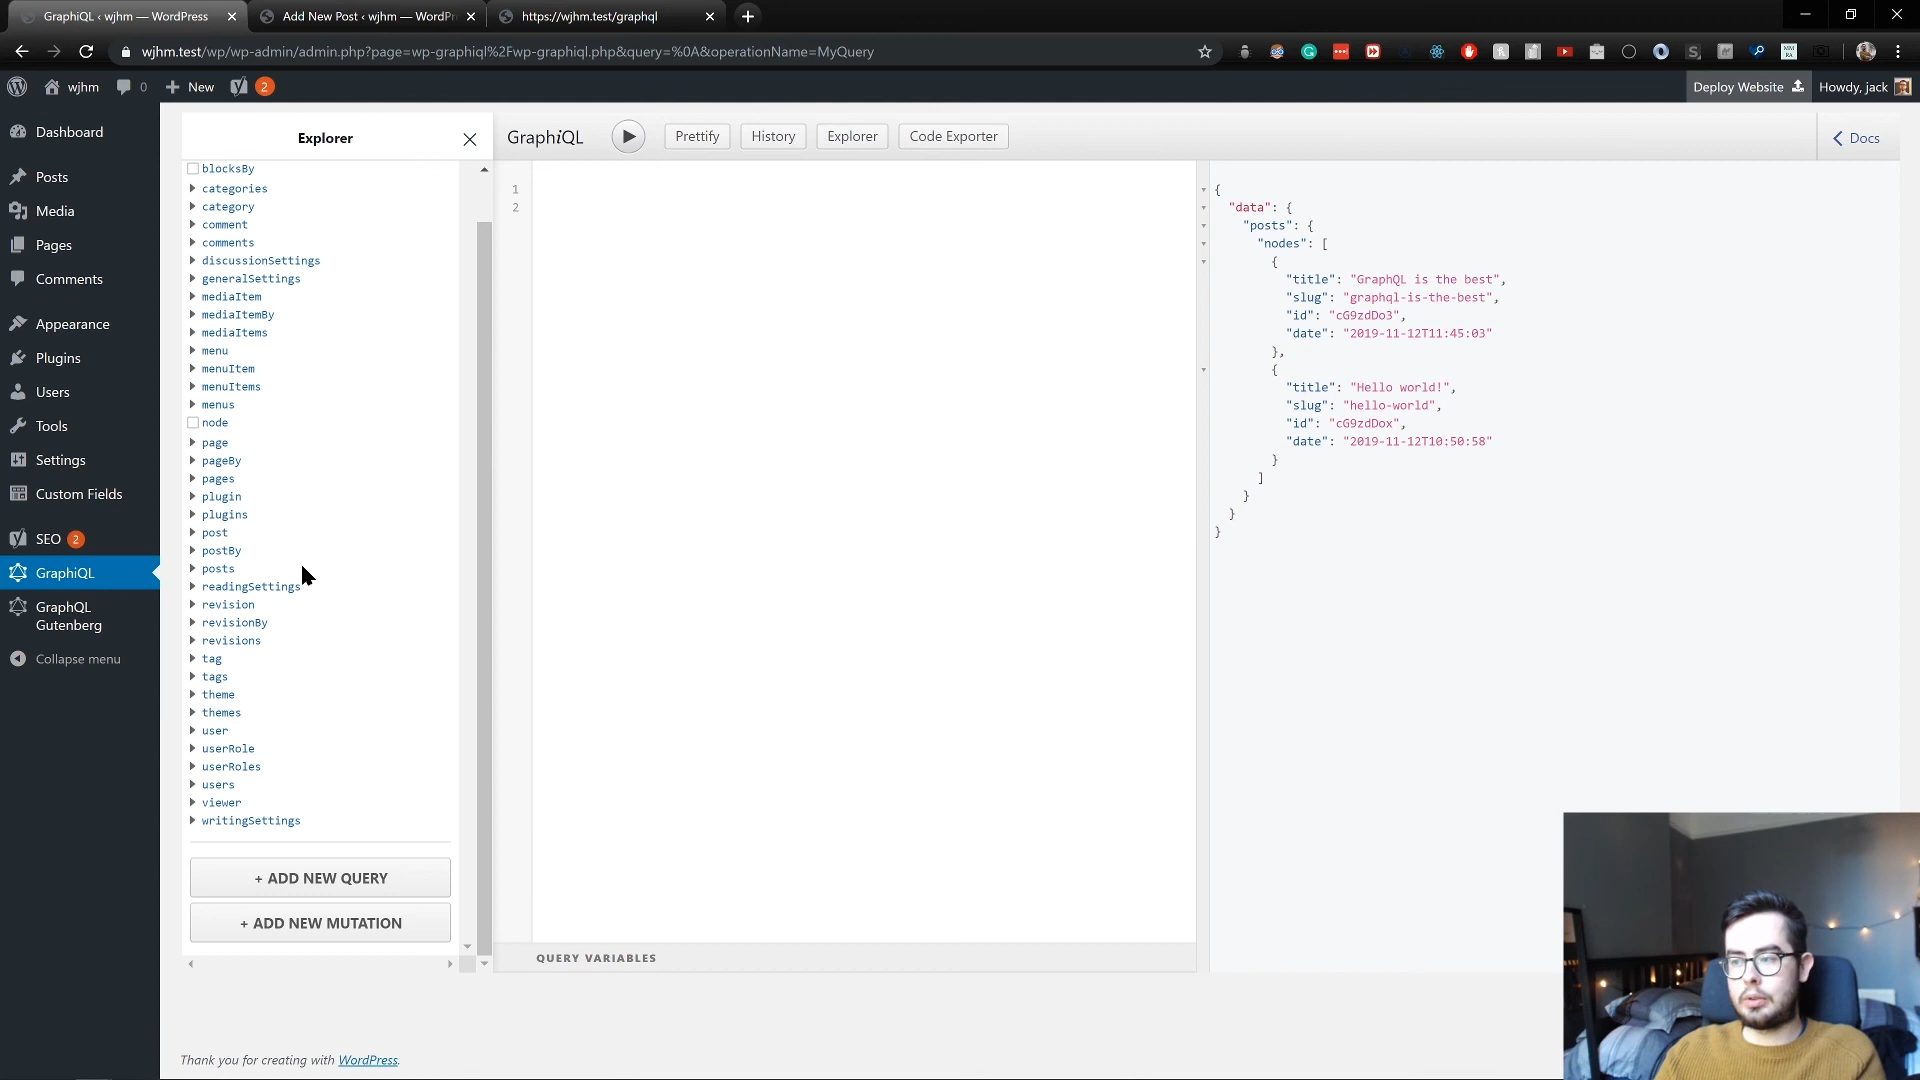 GraphiQL ‹ wjhm — WordPress
Add New Post ‹ wjhm — WordPr
https://wjhm.test/graphql
wjhm.test/wp/wp-admin/admin.php?page=wp-graphiql%2Fwp-graphiql.php&query=%0A&operationName=MyQuery
wjhm
0
New
2
Deploy Website
Howdy, jack
Dashboard
Posts
Media
Pages
Comments
Appearance
Plugins
Users
Tools
Settings
Custom Fields
SEO 2
GraphiQL
GraphQL
Gutenberg
Collapse menu
Explorer
blocksBy
categories
category
comment
comments
discussionSettings
generalSettings
mediaItem
mediaItemBy
mediaItems
menu
menuItem
menuItems
menus
node
page
pageBy
pages
plugin
plugins
post
postBy
posts
readingSettings
revision
revisionBy
revisions
tag
tags
theme
themes
user
userRole
userRoles
users
viewer
writingSettings
+ ADD NEW QUERY
+ ADD NEW MUTATION
GraphiQL
Prettify
History
Explorer
Code Exporter
Docs
1
2
QUERY VARIABLES
{
"data": {
"posts": {
"nodes": [
{
"title": "GraphQL is the best",
"slug": "graphql-is-the-best",
"id": "cG9zdDo3",
"date": "2019-11-12T11:45:03"
},
{
"title": "Hello world!",
"slug": "hello-world",
"id": "cG9zdDox",
"date": "2019-11-12T10:50:58"
}
]
}
}
}
Thank you for creating with WordPress.